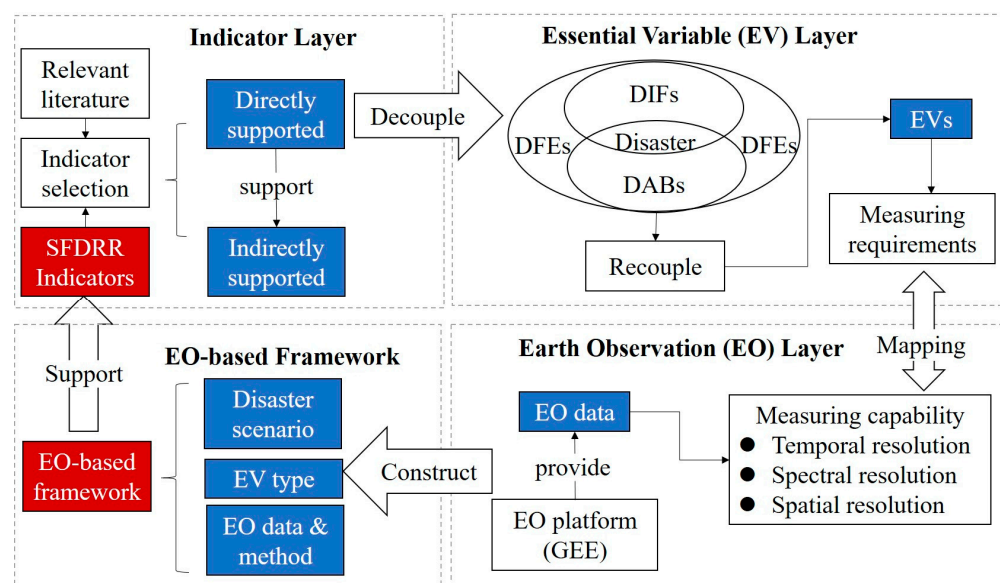 Indicator Layer
Relevant
literature
Indicator
selection
SFDRR
Indicators
Directly
supported
support
Indirectly
supported
Decouple
Essential Variable (EV) Layer
DIFs
DFEs
Disaster
DFEs
DABs
Recouple
EVs
Measuring
requirements
Mapping
Earth Observation (EO) Layer
EO data
provide
EO platform
(GEE)
Measuring capability
● Temporal resolution
● Spectral resolution
● Spatial resolution
Construct
EO-based Framework
Disaster
scenario
EV type
EO data &
method
EO-based
framework
Support